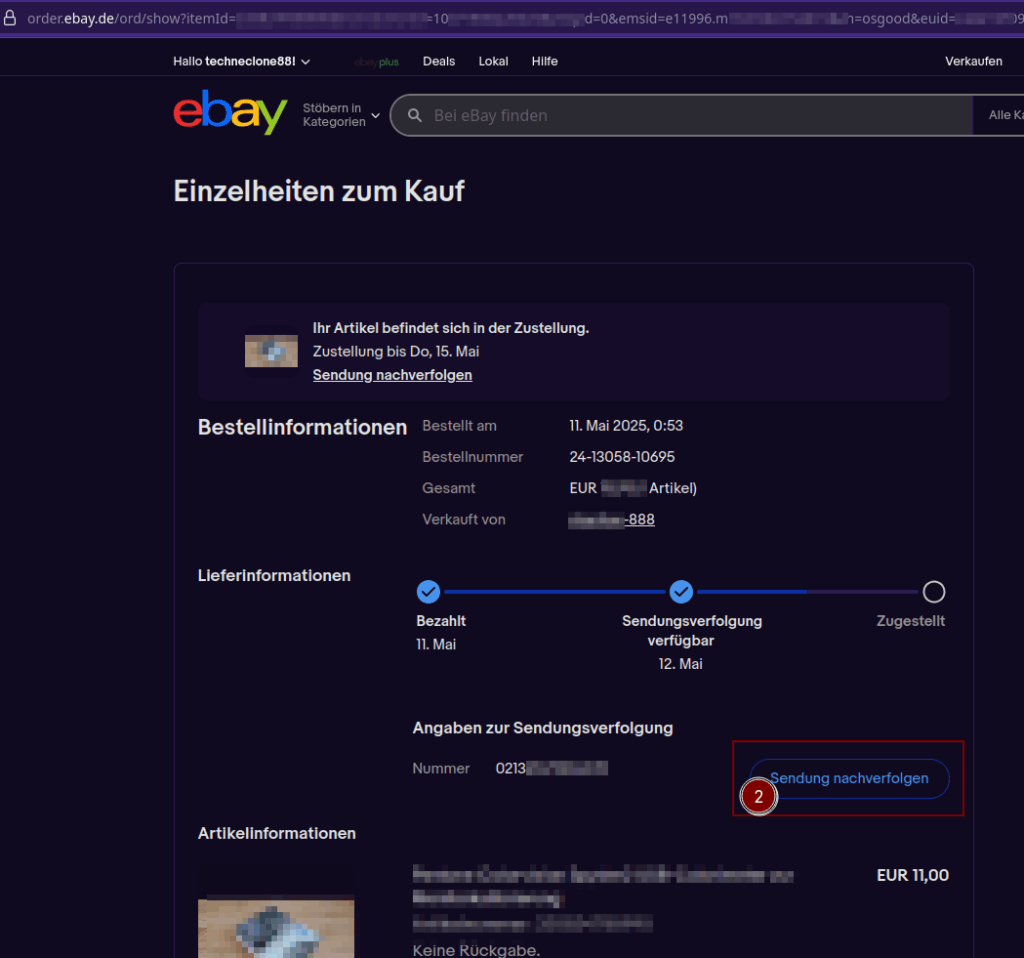 order.ebay.de/ord/show?itemId= =10 d=0&emsid=e11996.m n=osgood&euid=
Hallo techneclone88! ebay plus Deals Lokal Hilfe Verkaufen
ebay Stöbern in Kategorien Bei eBay finden Alle Ka
Einzelheiten zum Kauf
Ihr Artikel befindet sich in der Zustellung.
Zustellung bis Do, 15. Mai
Sendung nachverfolgen
Bestellinformationen Bestellt am 11. Mai 2025, 0:53
Bestellnummer 24-13058-10695
Gesamt EUR Artikel)
Verkauft von -888
Lieferinformationen
Bezahlt Sendungsverfolgung Zugestellt
11. Mai verfügbar
12. Mai
Angaben zur Sendungsverfolgung
Nummer 0213 Sendung nachverfolgen
2
Artikelinformationen
EUR 11,00
Keine Rückgabe.